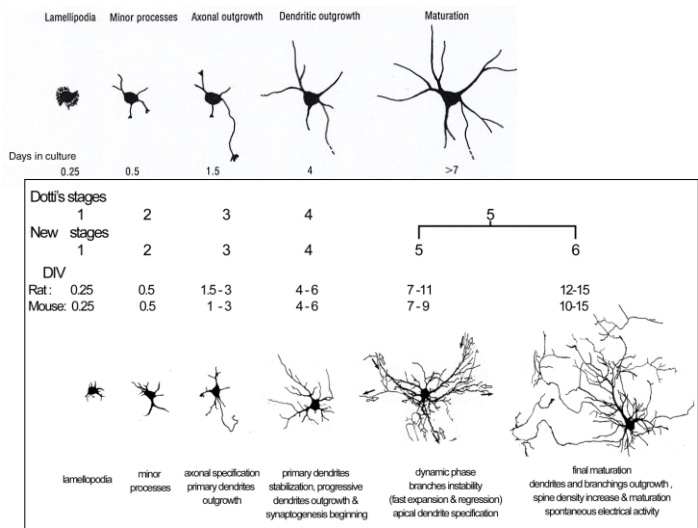 Lamellipodia Minor processes Axonal outgrowth Dendritic outgrowth Maturation
Days in culture
0.25 0.5 1.5 4 >7
Dotti's stages
1 2 3 4 5
New stages
1 2 3 4 5 6
DIV
Rat : 0.25 0.5 1.5 - 3 4 - 6 7 -11 12-15
Mouse: 0.25 0.5 1 - 3 4 - 6 7 - 9 10-15
lamellopodia
minor
processes
axonal specification
primary dendrites
outgrowth
primary dendrites
stabilization, progressive
dendrites outgrowth &
synaptogenesis beginning
dynamic phase
branches instability
(fast expansion & regression)
apical dendrite specification
final maturation
dendrites and branchings outgrowth ,
spine density increase & maturation
spontaneous electrical activity